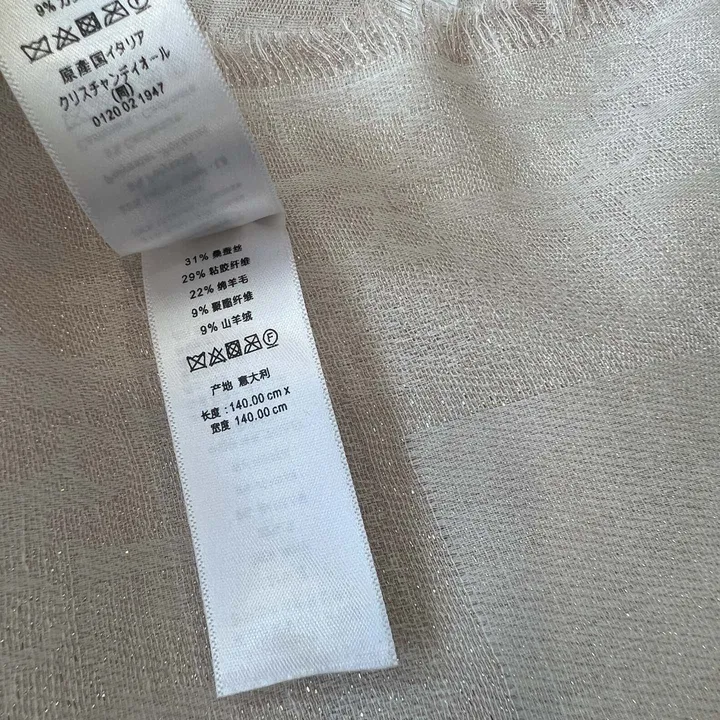 原産国イタリア
クリスチャンディオール
(同)
0120 02 1947
31% 桑蚕丝
29% 粘胶纤维
22% 绵羊毛
9% 聚酯纤维
9% 山羊绒
产地 意大利
长度 : 140.00 cm x
宽度 140.00 cm